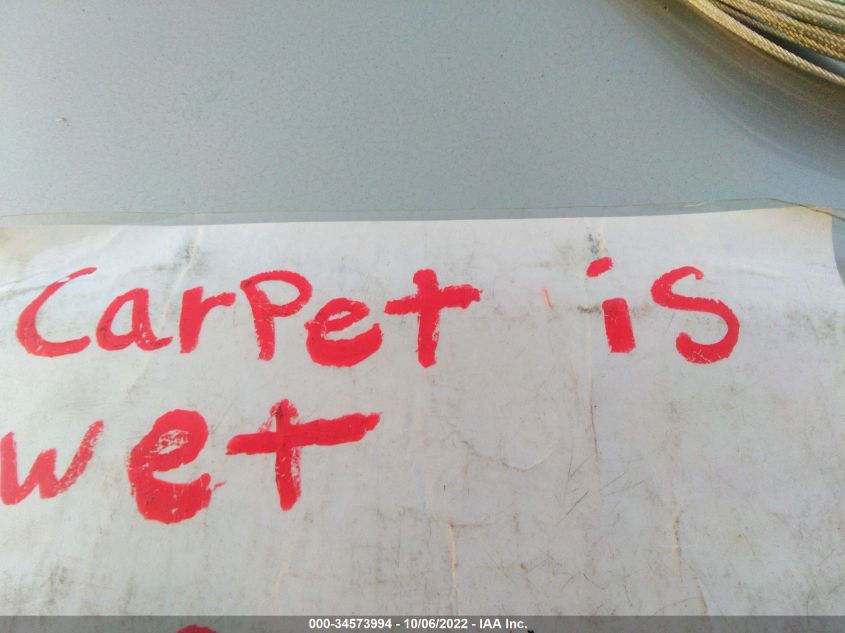 Carpet is
wet
000-34573994 - 10/06/2022 - IAA Inc.